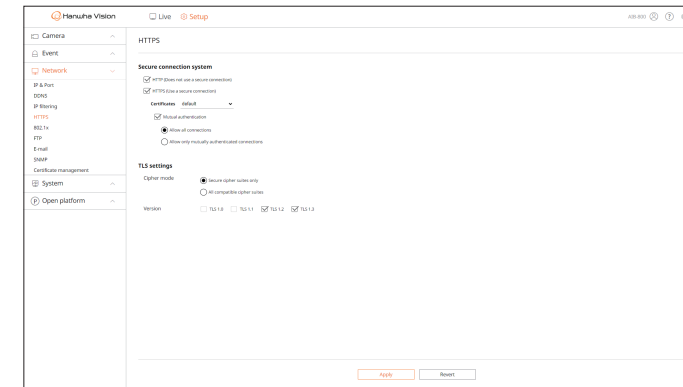 Hanwha Vision
Live
Setup
AIB-800
Camera
Event
Network
IP & Port
DDNS
IP filtering
HTTPS
802.1x
FTP
E-mail
SNMP
Certificate management
System
Open platform
HTTPS
Secure connection system
HTTP (Does not use a secure connection)
HTTPS (Use a secure connection)
Certificates default
Mutual authentication
Allow all connections
Allow only mutually authenticated connections
TLS settings
Cipher mode
Secure cipher suites only
All compatible cipher suites
Version TLS 1.0 TLS 1.1 TLS 1.2 TLS 1.3
Apply Revert